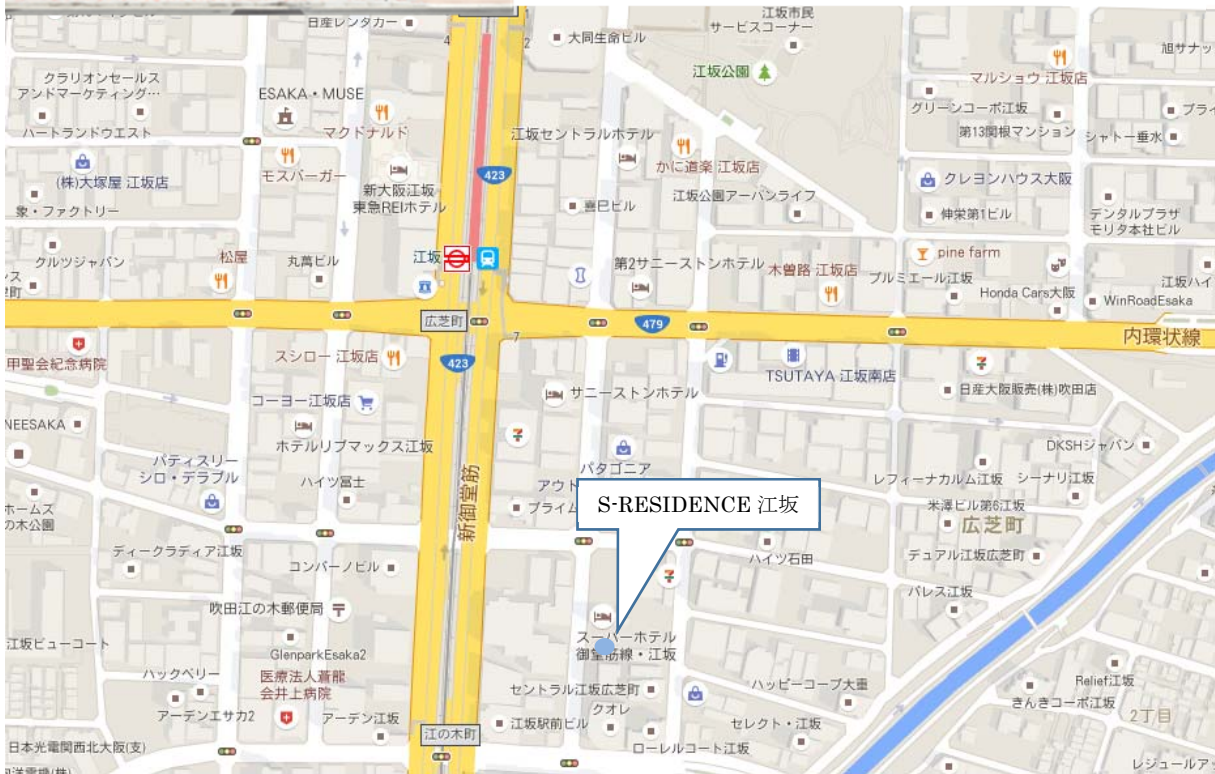 日産レンタカー
4
2
大同生命ビル
江坂市民
サービスコーナー
江坂公園
マルショウ 江坂店
旭サナッ
クラリオンセールス
アンドマーケティング…
ESAKA・MUSE
マクドナルド
ハートランドウエスト
江坂セントラルホテル
かに道楽 江坂店
グリーンコーポ江坂
第13関根マンション
シャトー垂水
プライ
(株)大塚屋 江坂店
モスバーガー
新大阪江坂
東急REIホテル
423
象・ファクトリー
喜巳ビル
江坂公園アーバンライフ
クレヨンハウス大阪
伸栄第1ビル
デンタルプラザ
モリタ本社ビル
クルツジャパン
松屋
丸萬ビル
江坂
第2サニーストンホテル
木曽路 江坂店
プルミエール江坂
pine farm
Honda Cars大阪
江坂ハイ
WinRoadEsaka
広芝町
7
479
内環状線
甲聖会紀念病院
スシロー 江坂店
423
TSUTAYA 江坂南店
日産大阪販売(株)吹田店
コーヨー江坂店
サニーストンホテル
NEESAKA
ホテルリブマックス江坂
DKSHジャパン
パティスリー
シロ・デラブル
ハイツ冨士
新御堂筋
パタゴニア
アウト
プライム
S-RESIDENCE 江坂
レフィーナカルム江坂
シーナリ江坂
米澤ビル第6江坂
広芝町
ホームズ
の木公園
ディークラディア江坂
コンバーノビル
ハイツ石田
デュアル江坂広芝町
パレス江坂
吹田江の木郵便局
江坂ビューコート
GlenparkEsaka2
スーパーホテル
御堂筋線・江坂
ハックベリー
医療法人蒼龍
会井上病院
セントラル江坂広芝町
ハッピーコープ大重
Relief江坂
きんきコーポ江坂
2丁目
アーデンエサカ2
アーデン江坂
江の木町
江坂駅前ビル
クオレ
セレクト・江坂
ローレルコート江坂
日本光電関西北大阪(支)
レジュールア